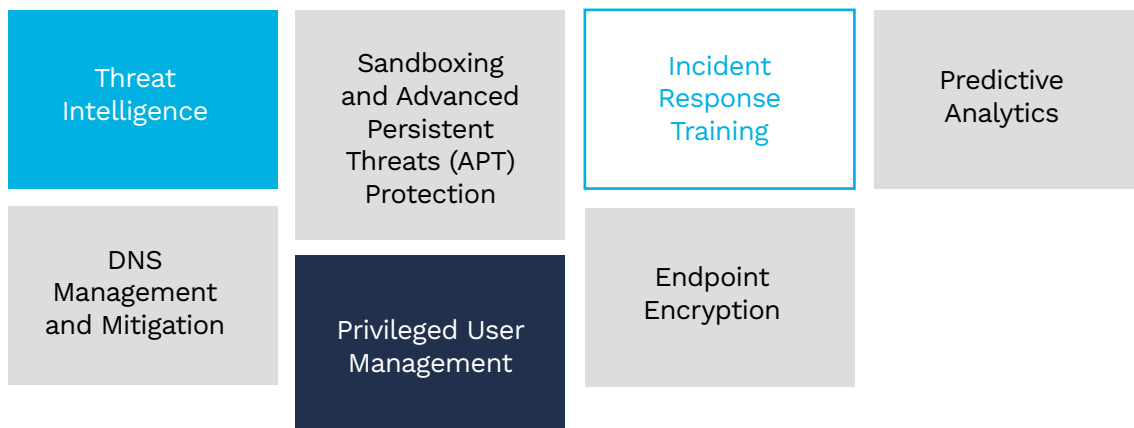 Threat
Intelligence
Sandboxing
and Advanced
Persistent
Threats (APT)
Protection
Incident
Response
Training
Predictive
Analytics
DNS
Management
and Mitigation
Privileged User
Management
Endpoint
Encryption